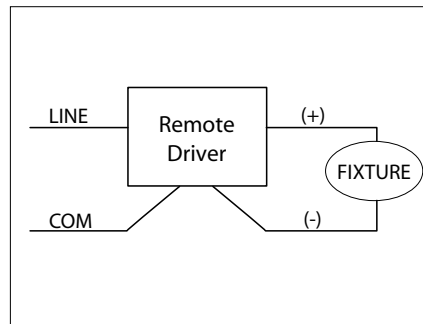 LINE
Remote
Driver
(+)
FIXTURE
COM
(-)